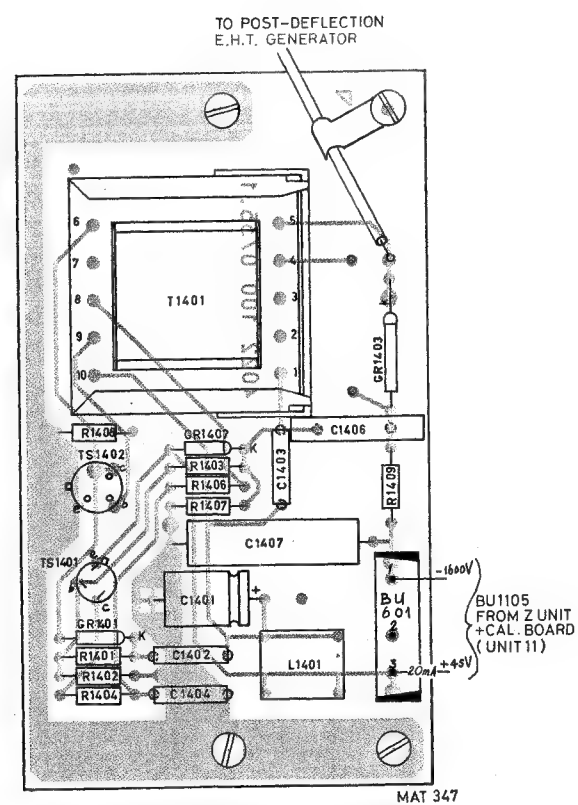 TO POST-DEFLECTION
E.H.T. GENERATOR
6
7
8
9
10
5
4
3
2
1
T1401
GR1403
C1406
R1408
TS1402
GR1407
K
R1403
R1406
R1407
C1403
R1409
C1407
TS1401
C1401
+
GR1401
K
R1401
R1402
R1404
C1402
C1404
L1401
BU
601
1
2
3
-1600V
20mA
+45V
BU1105
FROM Z UNIT
+CAL. BOARD
(UNIT 11)
MAT 347